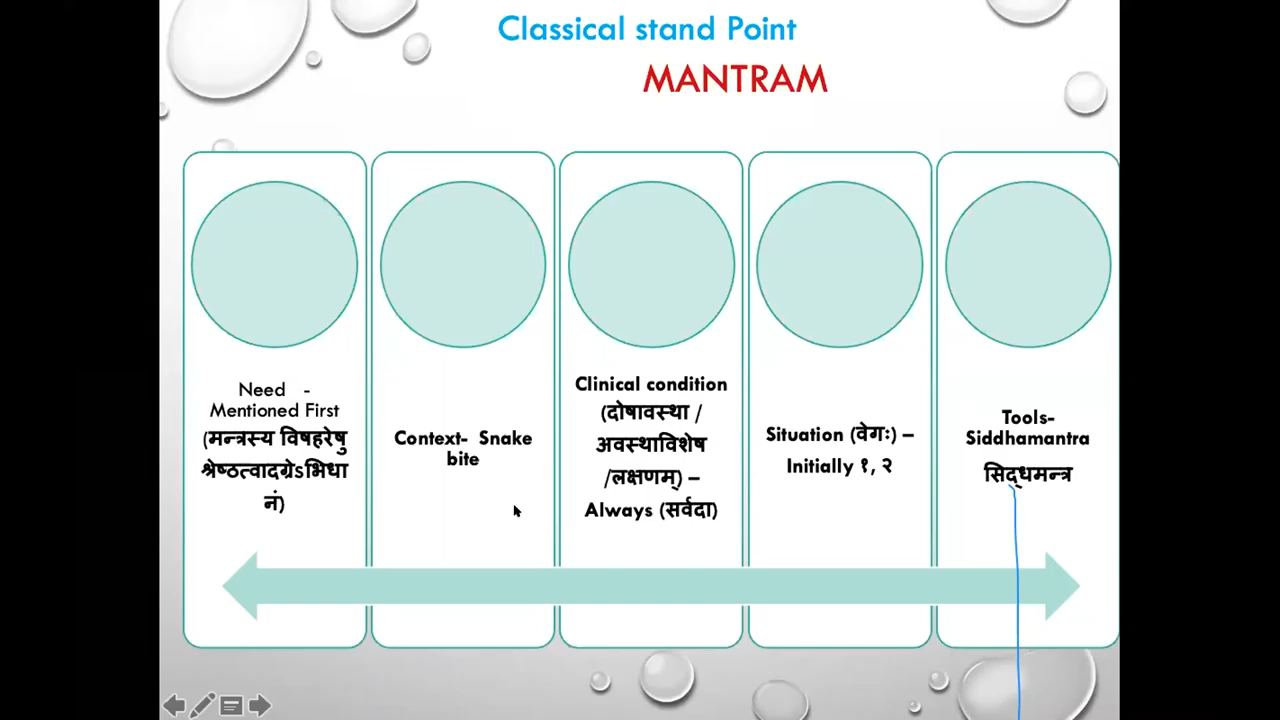 Classical stand Point
MANTRAM
Need -
Mentioned First
(मन्त्रस्य विषहरेषु
श्रेष्ठत्वादग्रेऽभिधा
नं)
Context- Snake
bite
Clinical condition
(दोषावस्था /
अवस्थाविशेष
/लक्षणम्) –
Always (सर्वदा)
Situation (वेगः) –
Initially १, २
Tools-
Siddhamantra
सिद्धमन्त्र